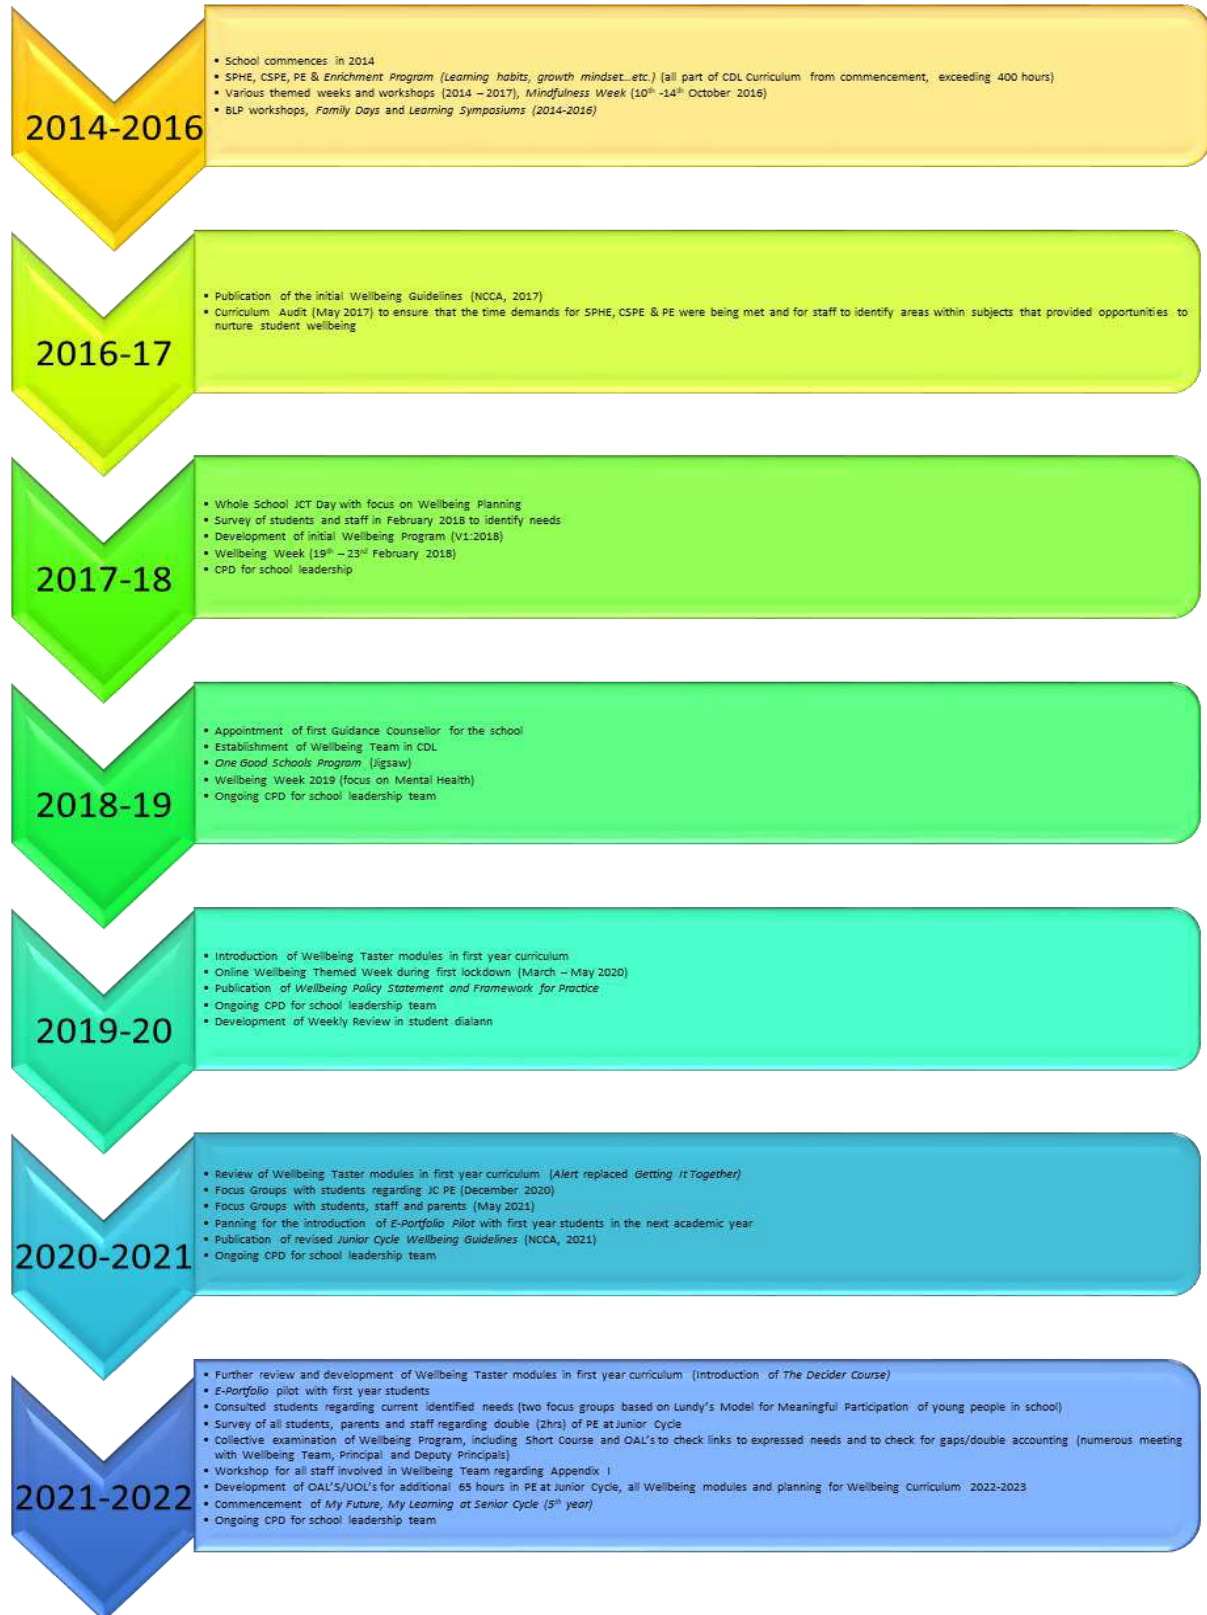 2014-2016
▪ School commences in 2014
▪ SPHE, CSPE, PE & Enrichment Program (Learning habits, growth mindset...etc.) (all part of CDL Curriculum from commencement, exceeding 400 hours)
▪ Various themed weeks and workshops (2014 – 2017), Mindfulness Week (10th -14th October 2016)
▪ BLP workshops, Family Days and Learning Symposiums (2014-2016)
2016-17
▪ Publication of the initial Wellbeing Guidelines (NCCA, 2017)
▪ Curriculum Audit (May 2017) to ensure that the time demands for SPHE, CSPE & PE were being met and for staff to identify areas within subjects that provided opportunities to
nurture student wellbeing
2017-18
▪ Whole School JCT Day with focus on Wellbeing Planning
▪ Survey of students and staff in February 2018 to identify needs
▪ Development of initial Wellbeing Program (V1:2018)
▪ Wellbeing Week (19th – 23rd February 2018)
▪ CPD for school leadership
2018-19
▪ Appointment of first Guidance Counsellor for the school
▪ Establishment of Wellbeing Team in CDL
▪ One Good Schools Program (Jigsaw)
▪ Wellbeing Week 2019 (focus on Mental Health)
▪ Ongoing CPD for school leadership team
2019-20
▪ Introduction of Wellbeing Taster modules in first year curriculum
▪ Online Wellbeing Themed Week during first lockdown (March – May 2020)
▪ Publication of Wellbeing Policy Statement and Framework for Practice
▪ Ongoing CPD for school leadership team
▪ Development of Weekly Review in student dialann
2020-2021
▪ Review of Wellbeing Taster modules in first year curriculum (Alert replaced Getting It Together)
▪ Focus Groups with students regarding JC PE (December 2020)
▪ Focus Groups with students, staff and parents (May 2021)
▪ Panning for the introduction of E-Portfolio Pilot with first year students in the next academic year
▪ Publication of revised Junior Cycle Wellbeing Guidelines (NCCA, 2021)
▪ Ongoing CPD for school leadership team
2021-2022
▪ Further review and development of Wellbeing Taster modules in first year curriculum (Introduction of The Decider Course)
▪ E-Portfolio pilot with first year students
▪ Consulted students regarding current identified needs (two focus groups based on Lundy's Model for Meaningful Participation of young people in school)
▪ Survey of all students, parents and staff regarding double (2hrs) of PE at Junior Cycle
▪ Collective examination of Wellbeing Program, including Short Course and OAL's to check links to expressed needs and to check for gaps/double accounting (numerous meeting
with Wellbeing Team, Principal and Deputy Principals)
▪ Workshop for all staff involved in Wellbeing Team regarding Appendix I
▪ Development of OAL'S/UOL's for additional 65 hours in PE at Junior Cycle, all Wellbeing modules and planning for Wellbeing Curriculum 2022-2023
▪ Commencement of My Future, My Learning at Senior Cycle (5th year)
▪ Ongoing CPD for school leadership team